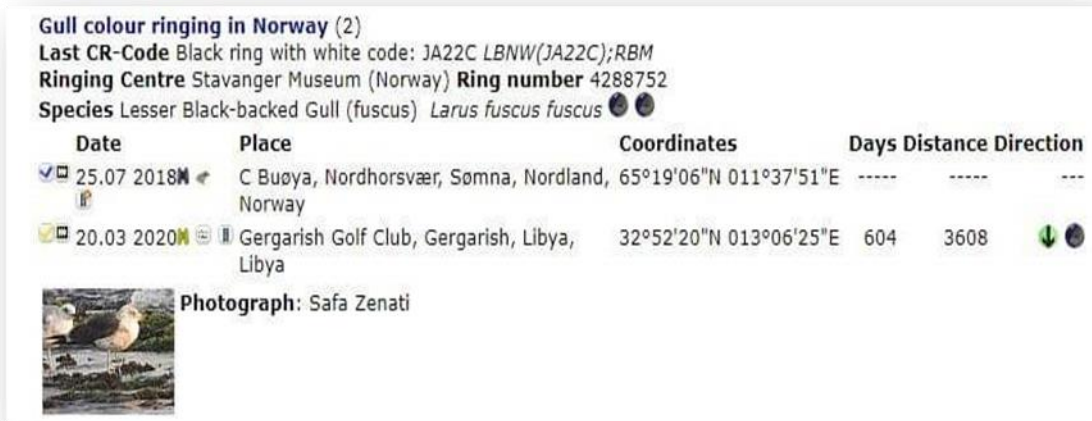 Gull colour ringing in Norway (2)
Last CR-Code Black ring with white code: JA22C LBNW(JA22C);RBM
Ringing Centre Stavanger Museum (Norway) Ring number 4288752
Species Lesser Black-backed Gull (fuscus) Larus fuscus fuscus
Date Place Coordinates Days Distance Direction
25.07 2018 C Buøya, Nordhorsvær, Sømna, Nordland, 65°19'06"N 011°37'51"E ----- ----- ---
Norway
20.03 2020 Gergarish Golf Club, Gergarish, Libya, 32°52'20"N 013°06'25"E 604 3608
Libya
Photograph: Safa Zenati